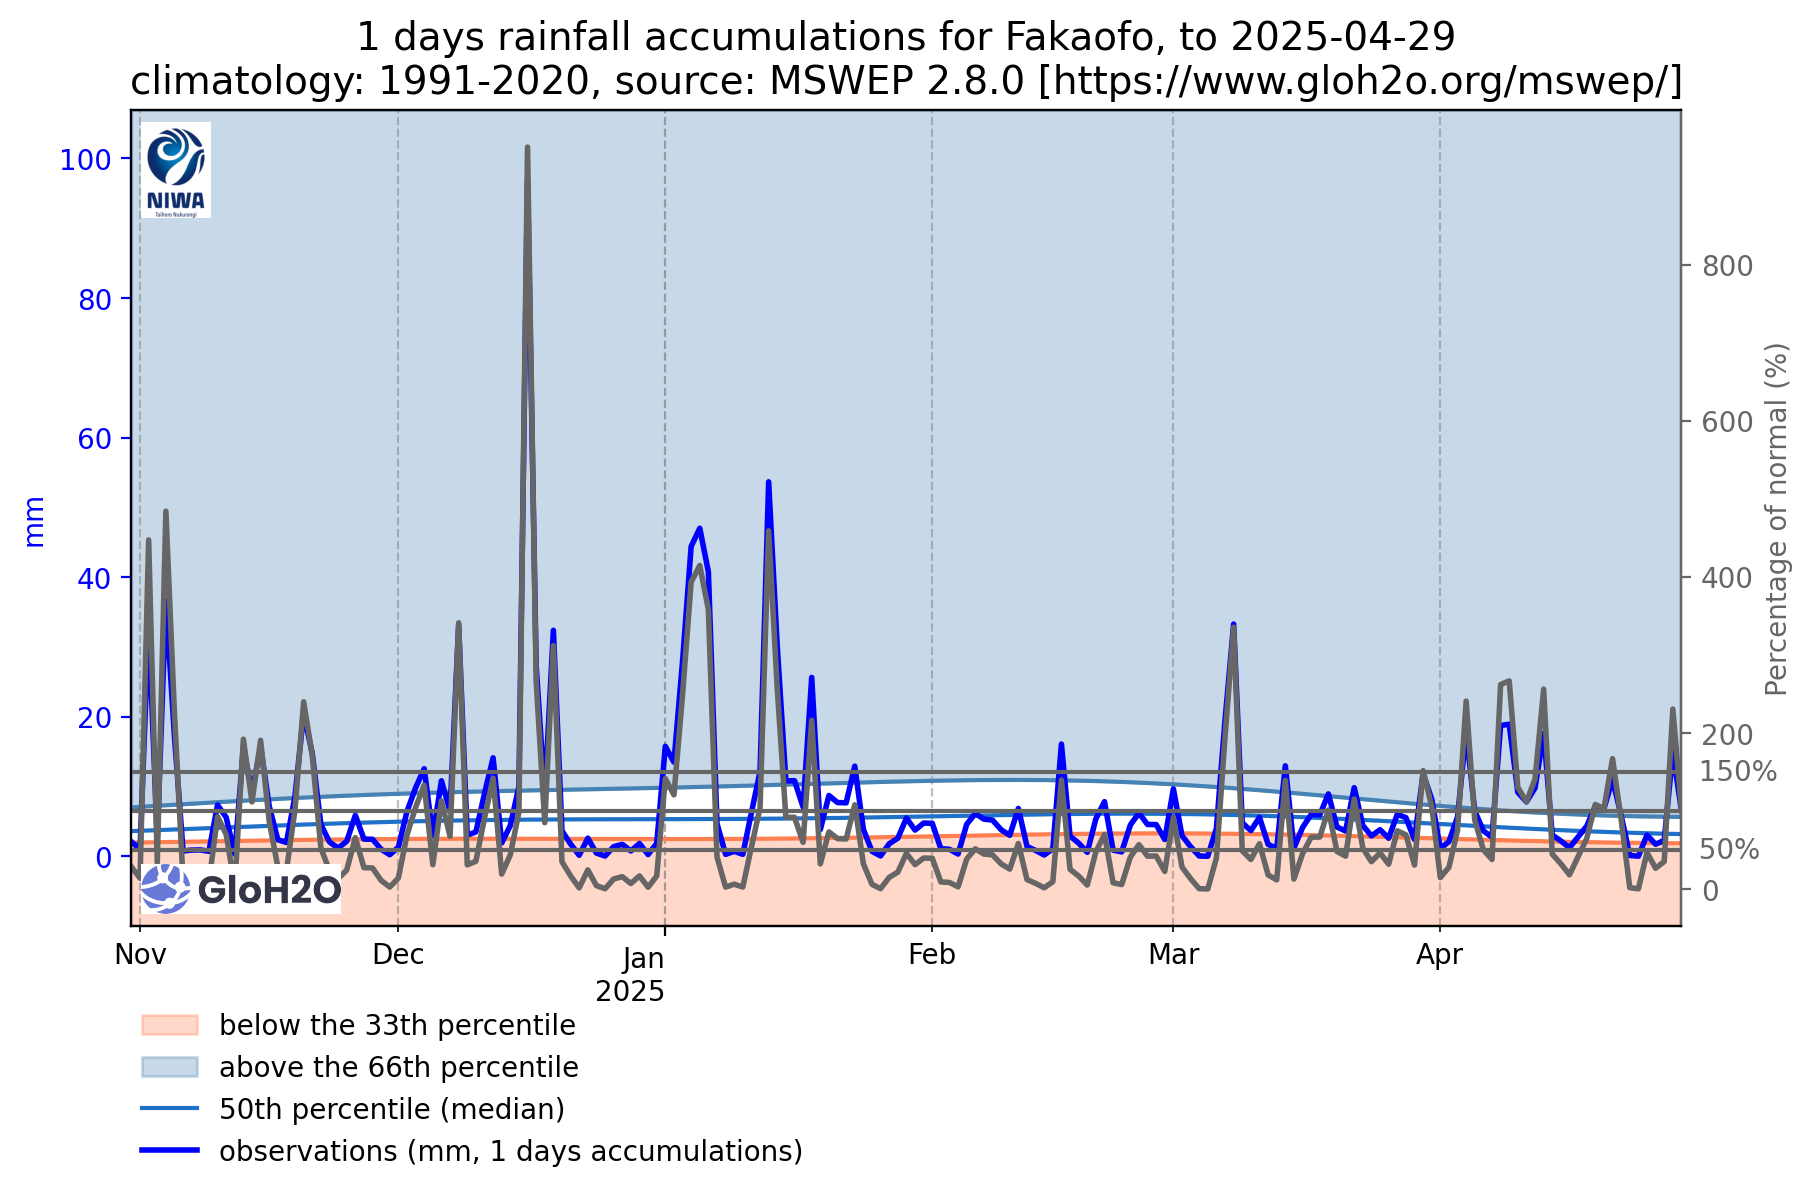 1 days rainfall accumulations for Fakaofo, to 2025-04-29
climatology: 1991-2020, source: MSWEP 2.8.0 [https://www.gloh2o.org/mswep/]
NIWA
Taihoro Nukurangi
100
80
60
40
20
0
mm
800
600
400
200
150%
50%
0
Percentage of normal (%)
GloH2O
Nov
Dec
Jan
2025
Feb
Mar
Apr
below the 33th percentile
above the 66th percentile
50th percentile (median)
observations (mm, 1 days accumulations)